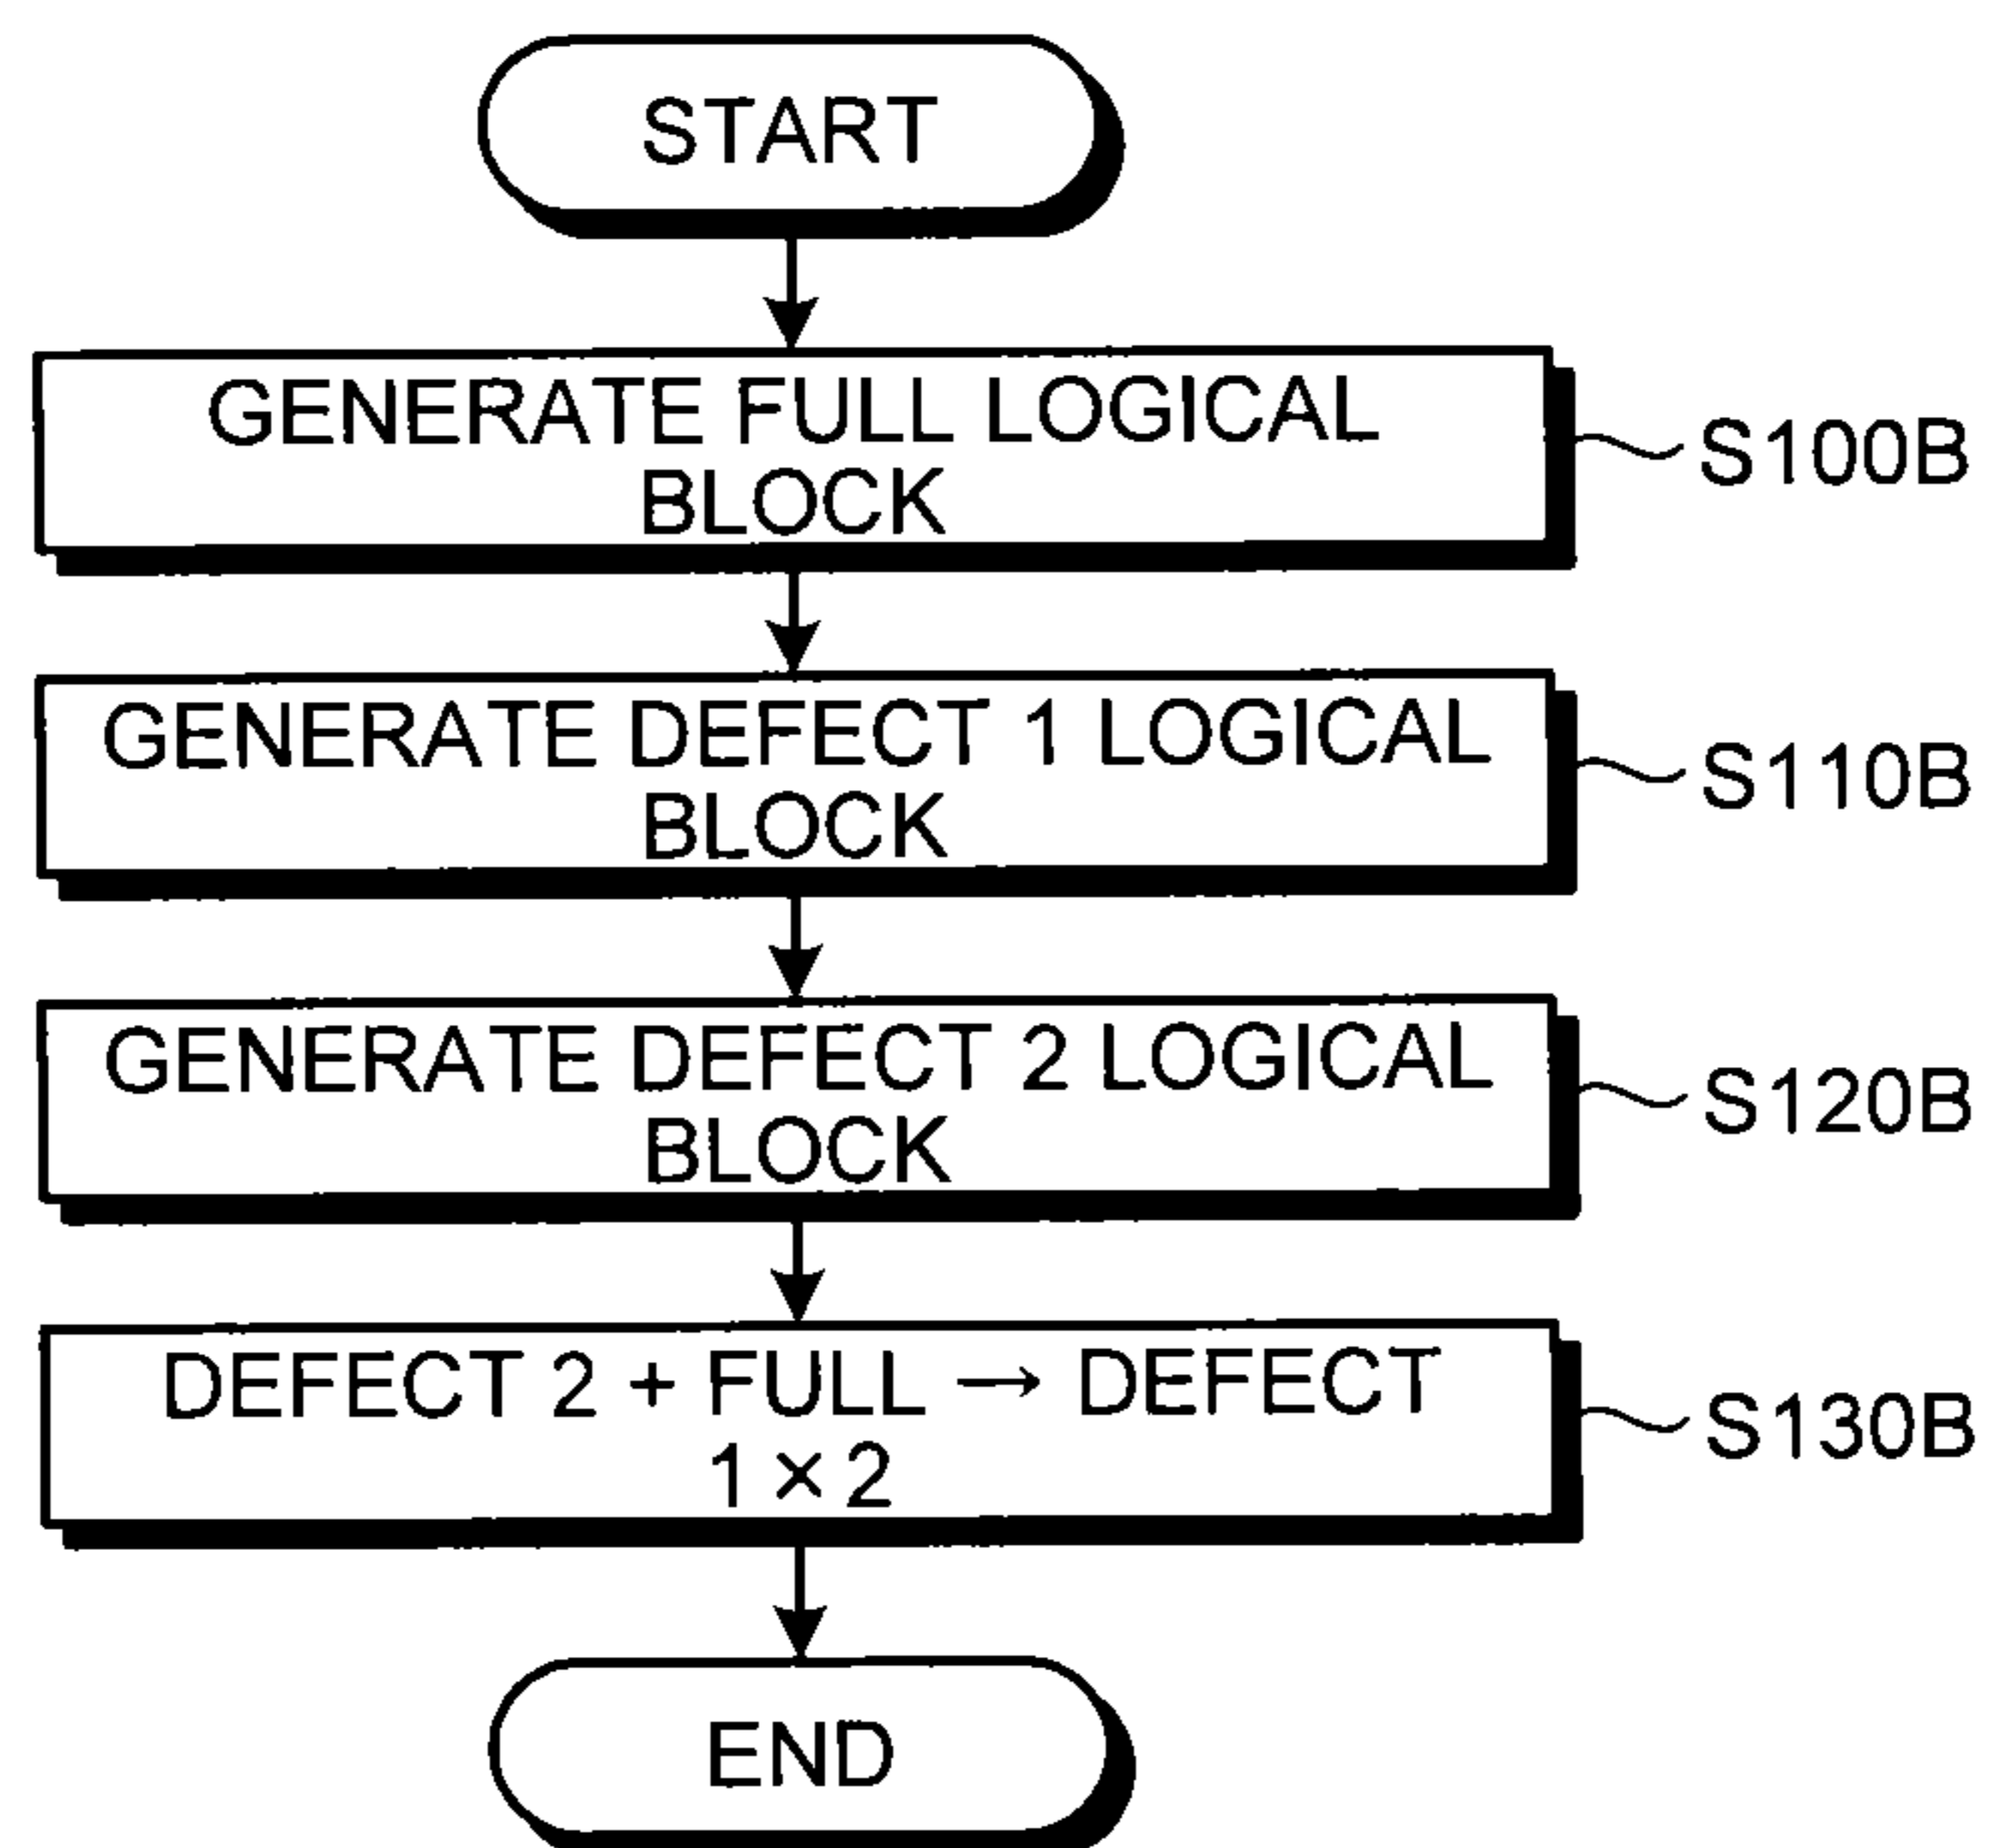 START
GENERATE FULL LOGICAL
BLOCK
S100B
GENERATE DEFECT 1 LOGICAL
BLOCK
S110B
GENERATE DEFECT 2 LOGICAL
BLOCK
S120B
DEFECT 2 + FULL → DEFECT
1 × 2
S130B
END